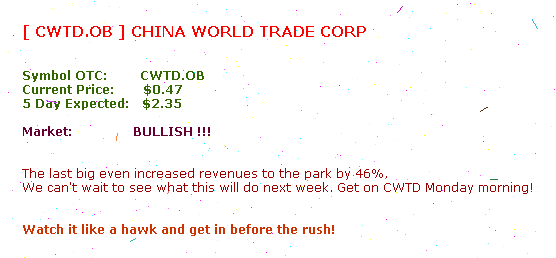 [ CWTD.OB ] CHINA WORLD TRADE CORP
Symbol OTC: CWTD.OB
Current Price: $0.47
5 Day Expected: $2.35
Market: BULLISH !!!
The last big even increased revenues to the park by 46%,
We can't wait to see what this will do next week. Get on CWTD Monday morning!
Watch it like a hawk and get in before the rush!